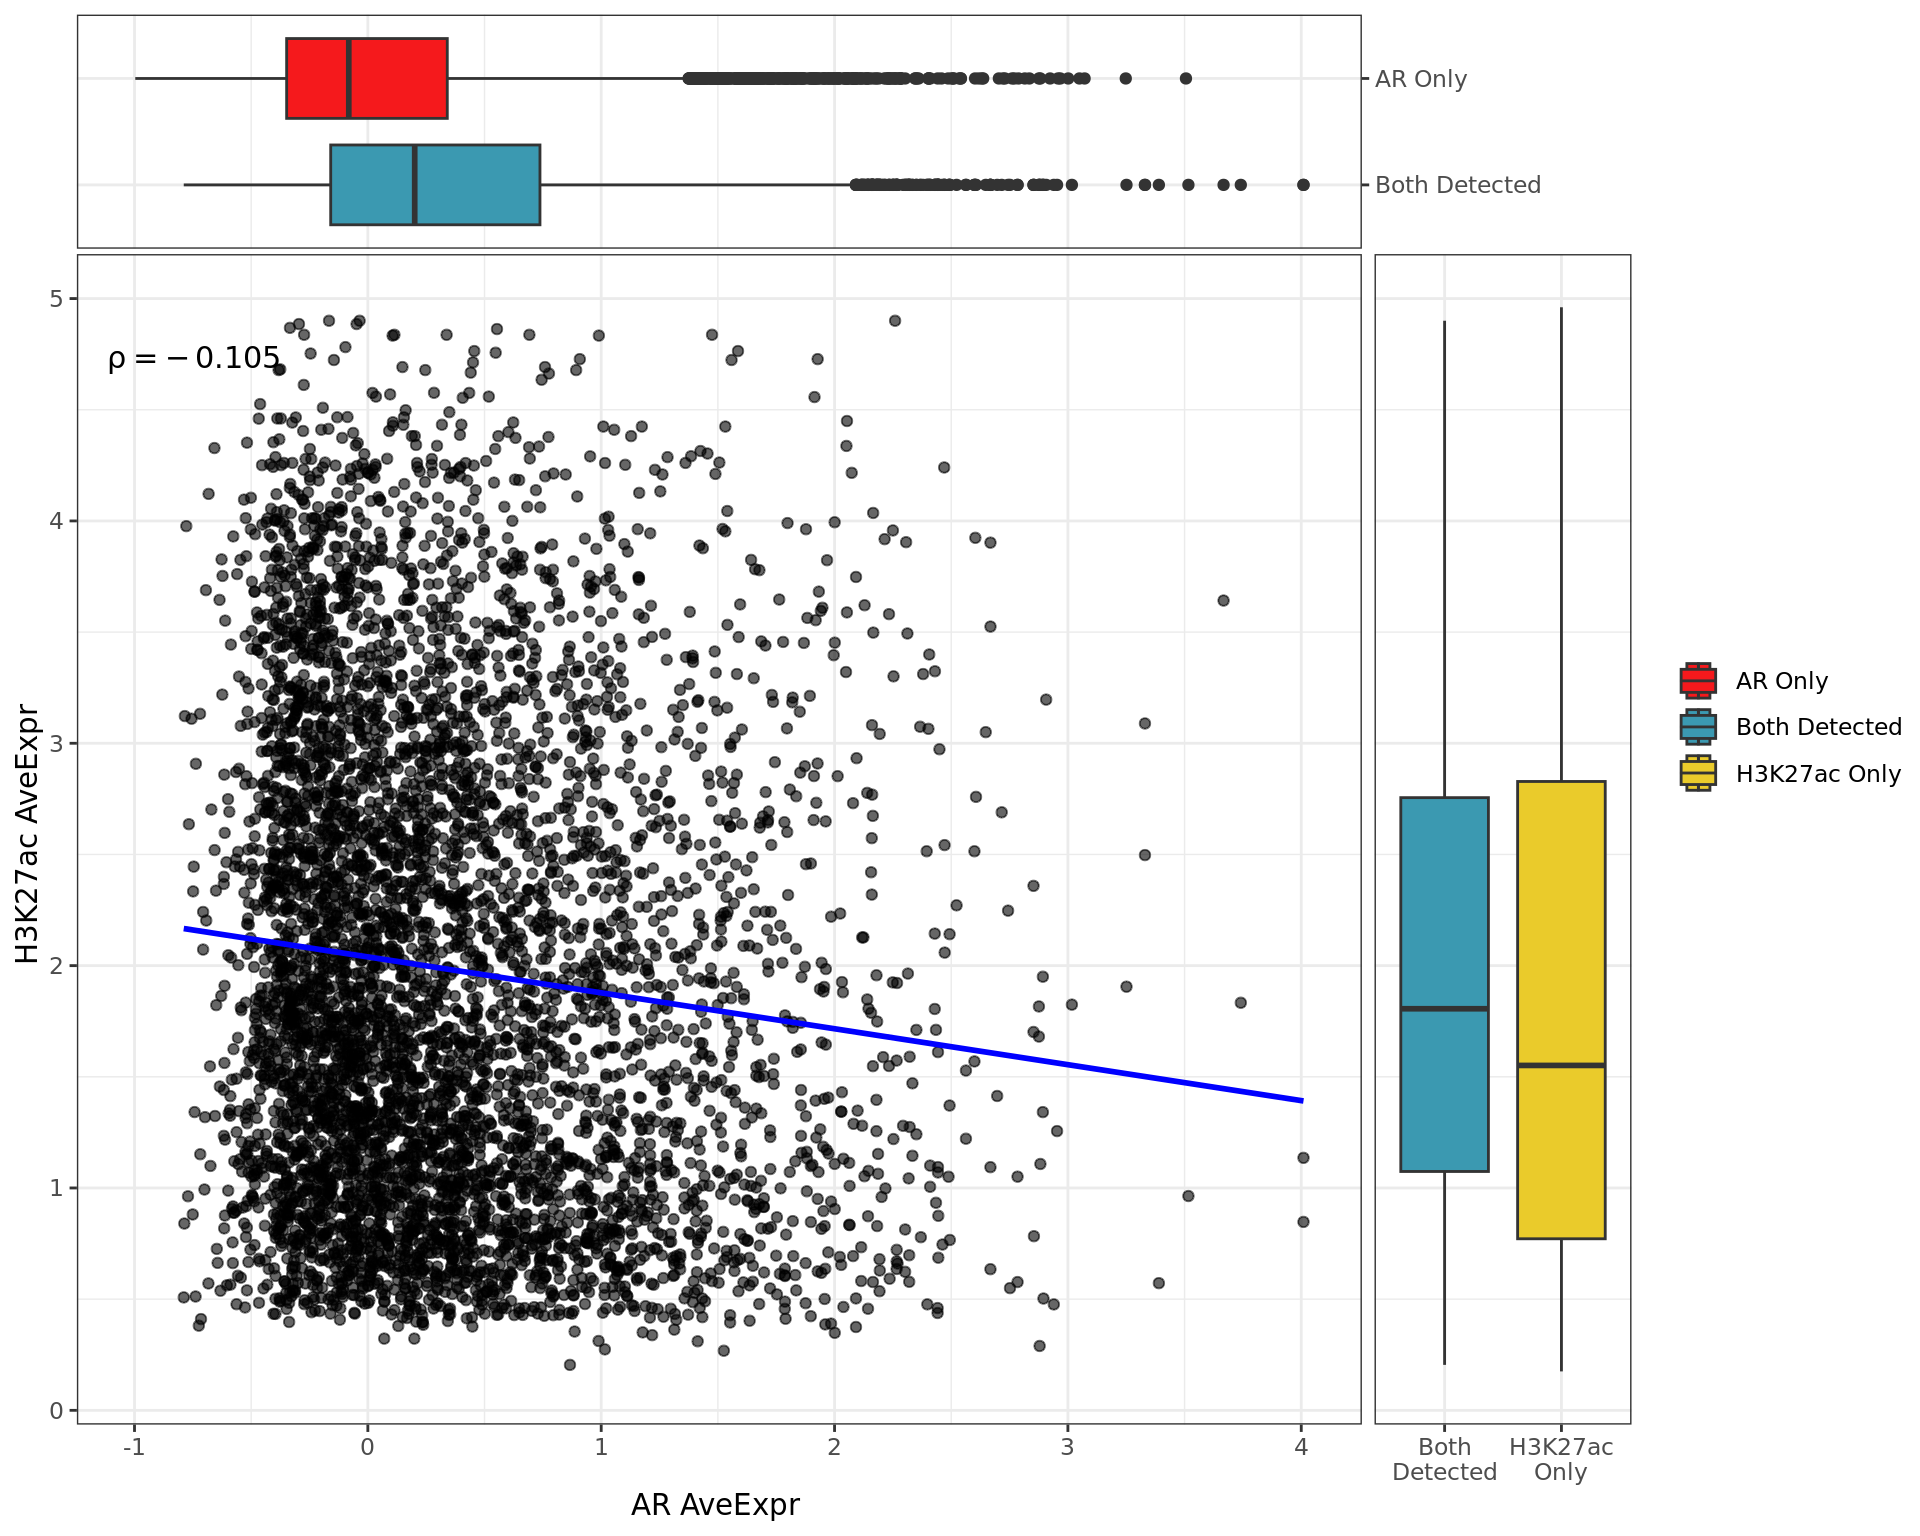 AR Only
Both Detected
5
4
3
2
1
0
ρ = − 0.105
H3K27ac AveExpr
-1 0 1 2 3 4
AR AveExpr
Both
Detected
H3K27ac
Only
AR Only
Both Detected
H3K27ac Only